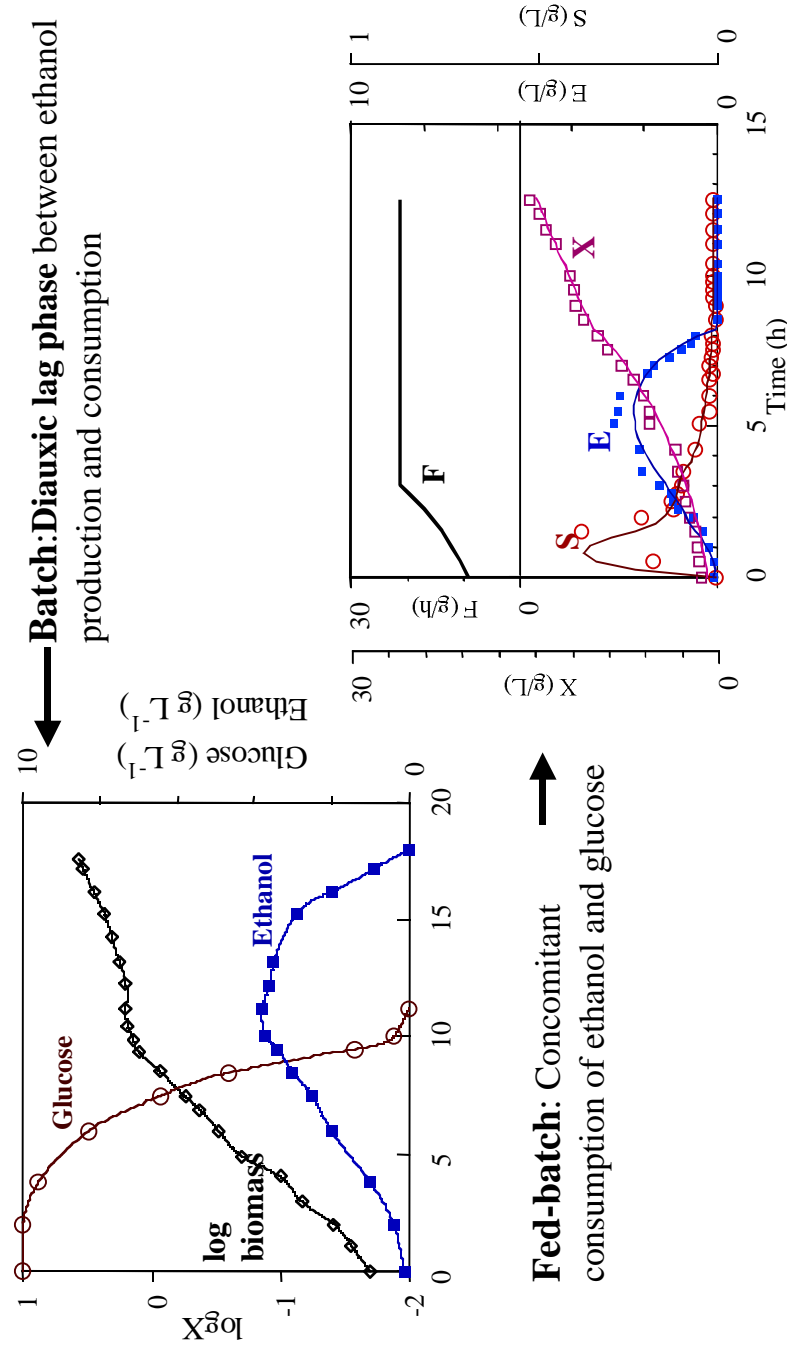 Batch:Diauxic lag phase between ethanol
production and consumption
1
0
-1
-2
logX
Glucose
log
biomass
Ethanol
10
0
Glucose (g L-1)
Ethanol (g L-1)
0
5
10
15
20
Fed-batch: Concomitant
consumption of ethanol and glucose
30
0
X (g/L)
30
0
F (g/h)
F
S
E
X
10
0
E (g/L)
1
0
S (g/L)
0
5
10
15
Time (h)